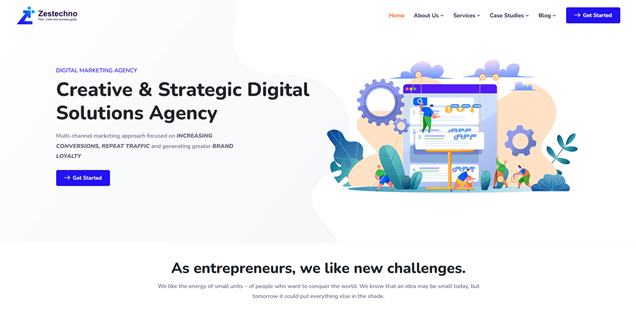 Zestechno
Plan, meet and exceed goals
Home About Us Services Case Studies Blog Get Started
DIGITAL MARKETING AGENCY
Creative & Strategic Digital
Solutions Agency
Multi-channel marketing approach focused on INCREASING
CONVERSIONS, REPEAT TRAFFIC and generating greater BRAND
LOYALTY
Get Started
As entrepreneurs, we like new challenges.
We like the energy of small units – of people who want to conquer the world. We know that an idea may be small today, but
tomorrow it could put everything else in the shade.